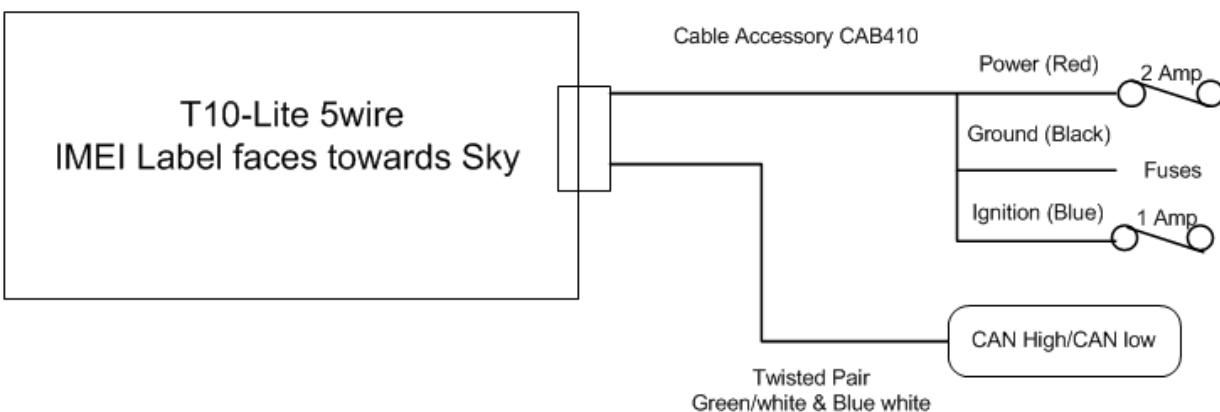 Cable Accessory CAB410
T10-Lite 5wire
IMEI Label faces towards Sky
Power (Red)
2 Amp
Ground (Black)
Fuses
Ignition (Blue)
1 Amp
CAN High/CAN low
Twisted Pair
Green/white & Blue white